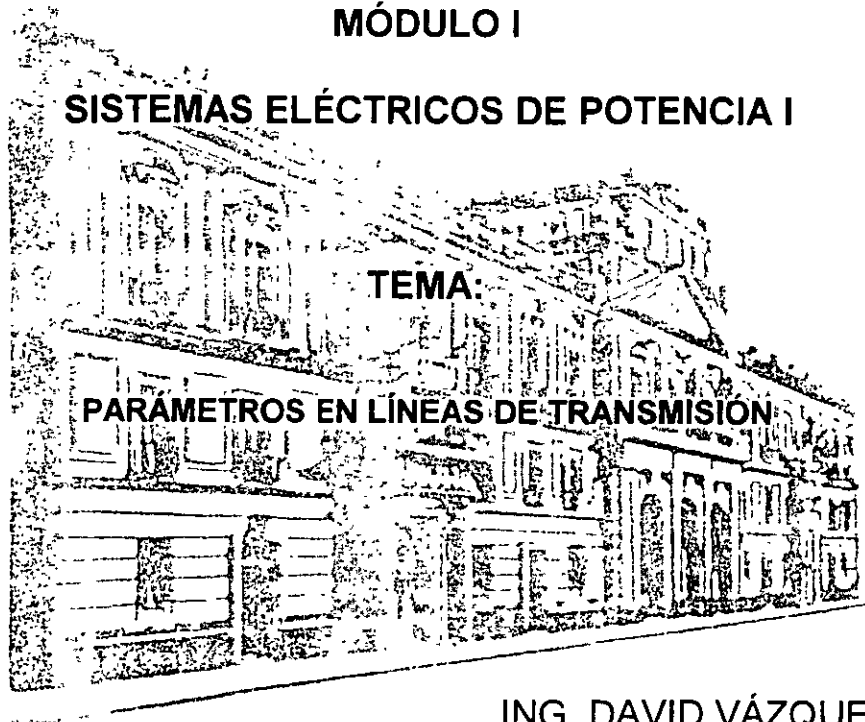 MÓDULO I
SISTEMAS ELÉCTRICOS DE POTENCIA I
TEMA:
PARÁMETROS EN LÍNEAS DE TRANSMISIÓN
ING. DAVID VÁZQUE